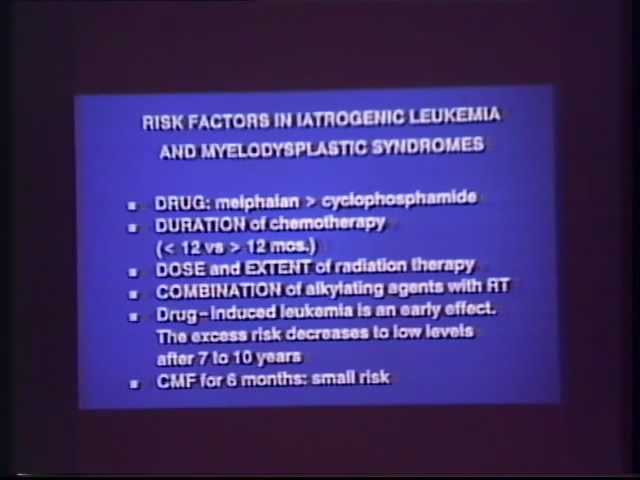 RISK FACTORS IN IATROGENIC LEUKEMIA
AND MYELODYSPLASTIC SYNDROMES
▪ DRUG: melphalan > cyclophosphamide
▪ DURATION of chemotherapy
(< 12 vs > 12 mos.)
▪ DOSE and EXTENT of radiation therapy
▪ COMBINATION of alkylating agents with RT
▪ Drug-induced leukemia is an early effect.
The excess risk decreases to low levels
after 7 to 10 years
▪ CMF for 6 months: small risk